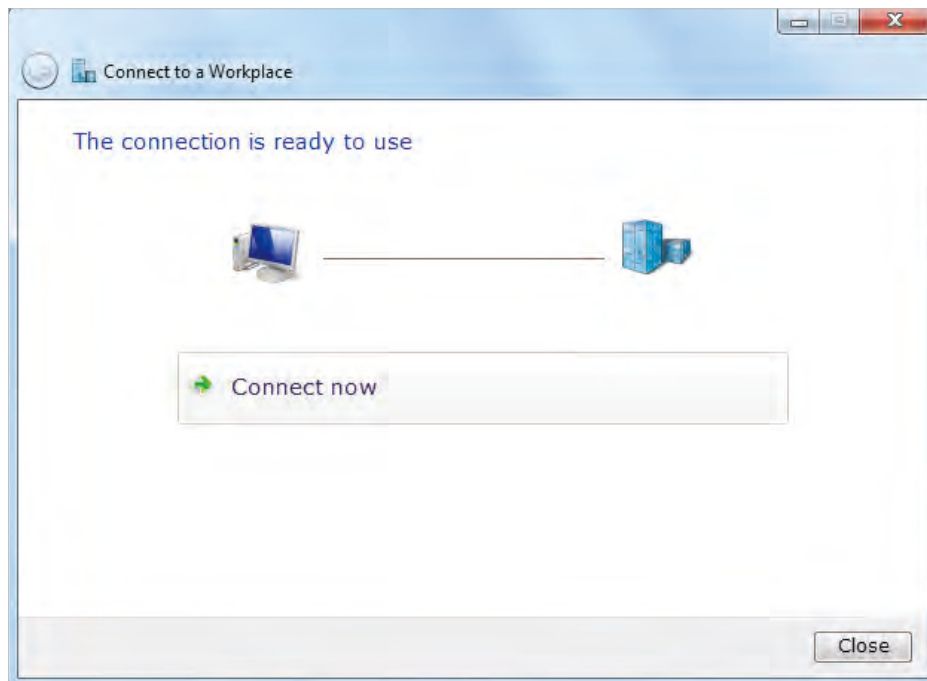 Connect to a Workplace
The connection is ready to use
Connect now
Close